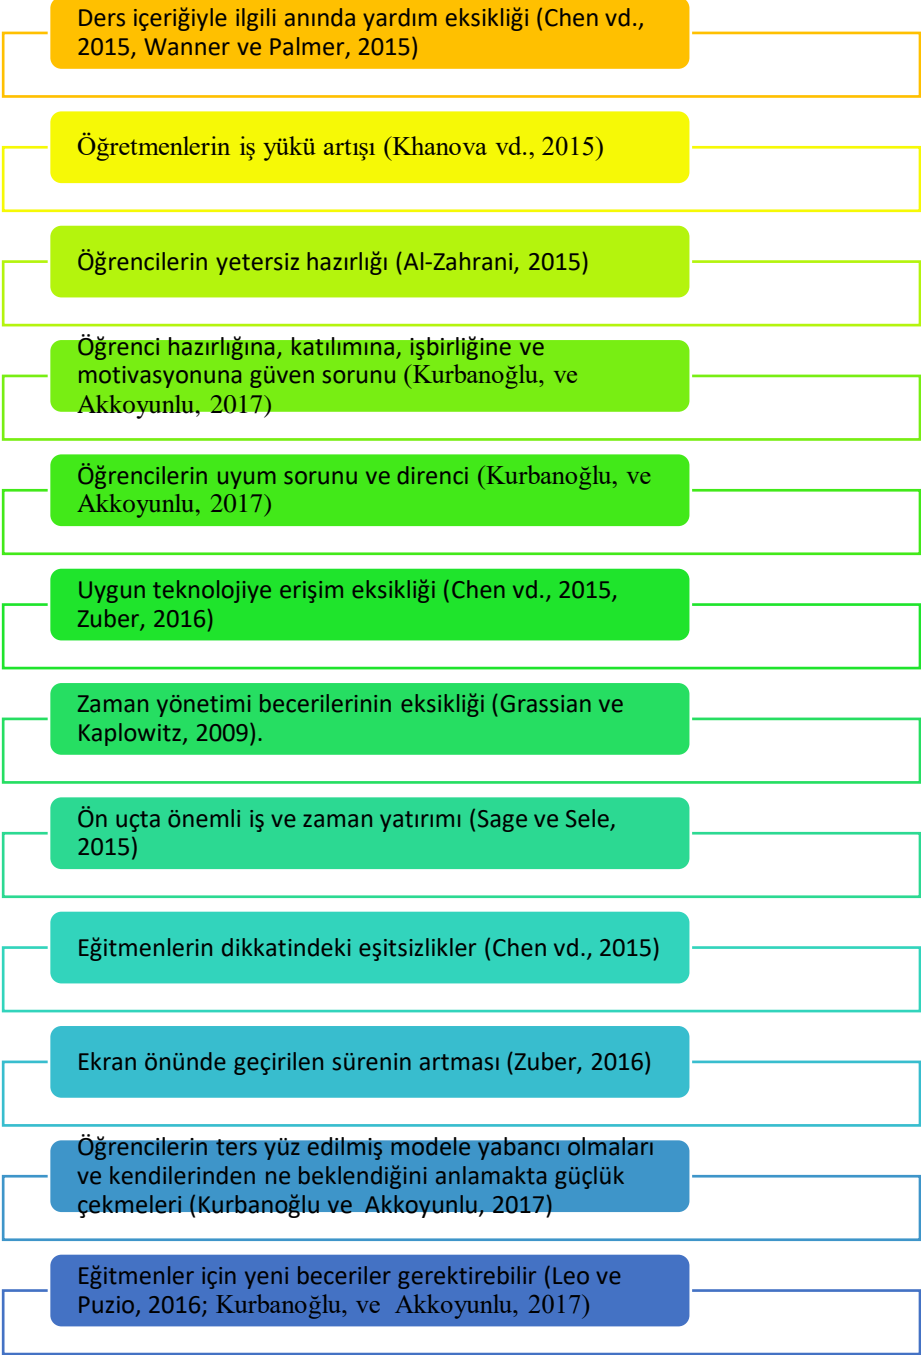 Ders içeriğiyle ilgili anında yardım eksikliği (Chen vd.,
2015, Wanner ve Palmer, 2015)
Öğretmenlerin iş yükü artışı (Khanova vd., 2015)
Öğrencilerin yetersiz hazırlığı (Al-Zahrani, 2015)
Öğrenci hazırlığına, katılımına, işbirliğine ve
motivasyonuna güven sorunu (Kurbanoğlu, ve
Akkoyunlu, 2017)
Öğrencilerin uyum sorunu ve direnci (Kurbanoğlu, ve
Akkoyunlu, 2017)
Uygun teknolojiye erişim eksikliği (Chen vd., 2015,
Zuber, 2016)
Zaman yönetimi becerilerinin eksikliği (Grassian ve
Kaplowitz, 2009).
Ön uçta önemli iş ve zaman yatırımı (Sage ve Sele,
2015)
Eğitmenlerin dikkatindeki eşitsizlikler (Chen vd., 2015)
Ekran önünde geçirilen sürenin artması (Zuber, 2016)
Öğrencilerin ters yüz edilmiş modele yabancı olmaları
ve kendilerinden ne beklendiğini anlamakta güçlük
çekmeleri (Kurbanoğlu ve Akkoyunlu, 2017)
Eğitmenler için yeni beceriler gerektirebilir (Leo ve
Puzio, 2016; Kurbanoğlu, ve Akkoyunlu, 2017)